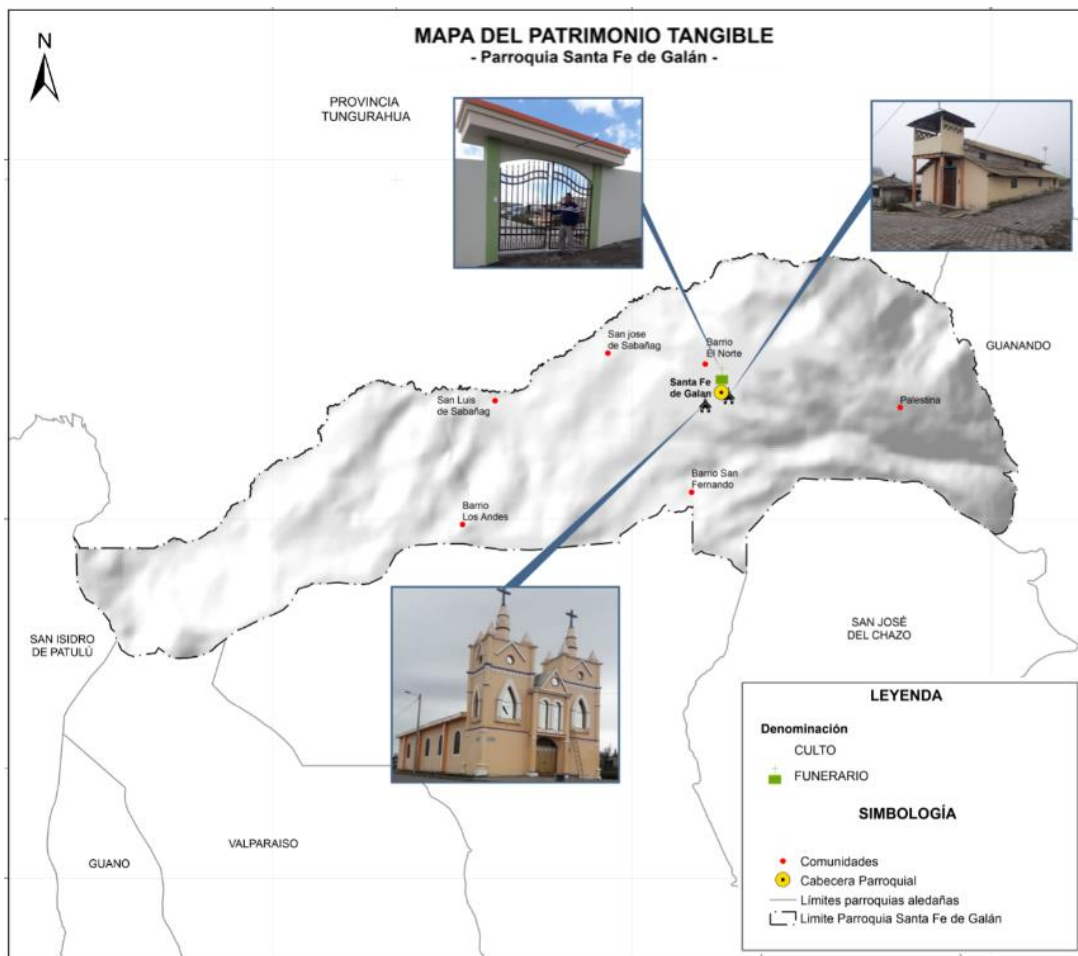 MAPA DEL PATRIMONIO TANGIBLE
- Parroquia Santa Fe de Galán -
N
PROVINCIA
TUNGURAHUA
GUANANDO
San jose
de Sabañag
Barrio
El Norte
Santa Fe
de Galan
San Luis
de Sabañag
Palestina
Barrio San
Fernando
Barrio
Los Andes
SAN ISIDRO
DE PATULÚ
SAN JOSÉ
DEL CHAZO
GUANO
VALPARAISO
LEYENDA
Denominación
CULTO
FUNERARIO
SIMBOLOGÍA
Comunidades
Cabecera Parroquial
Límites parroquias aledañas
Limite Parroquia Santa Fe de Galán